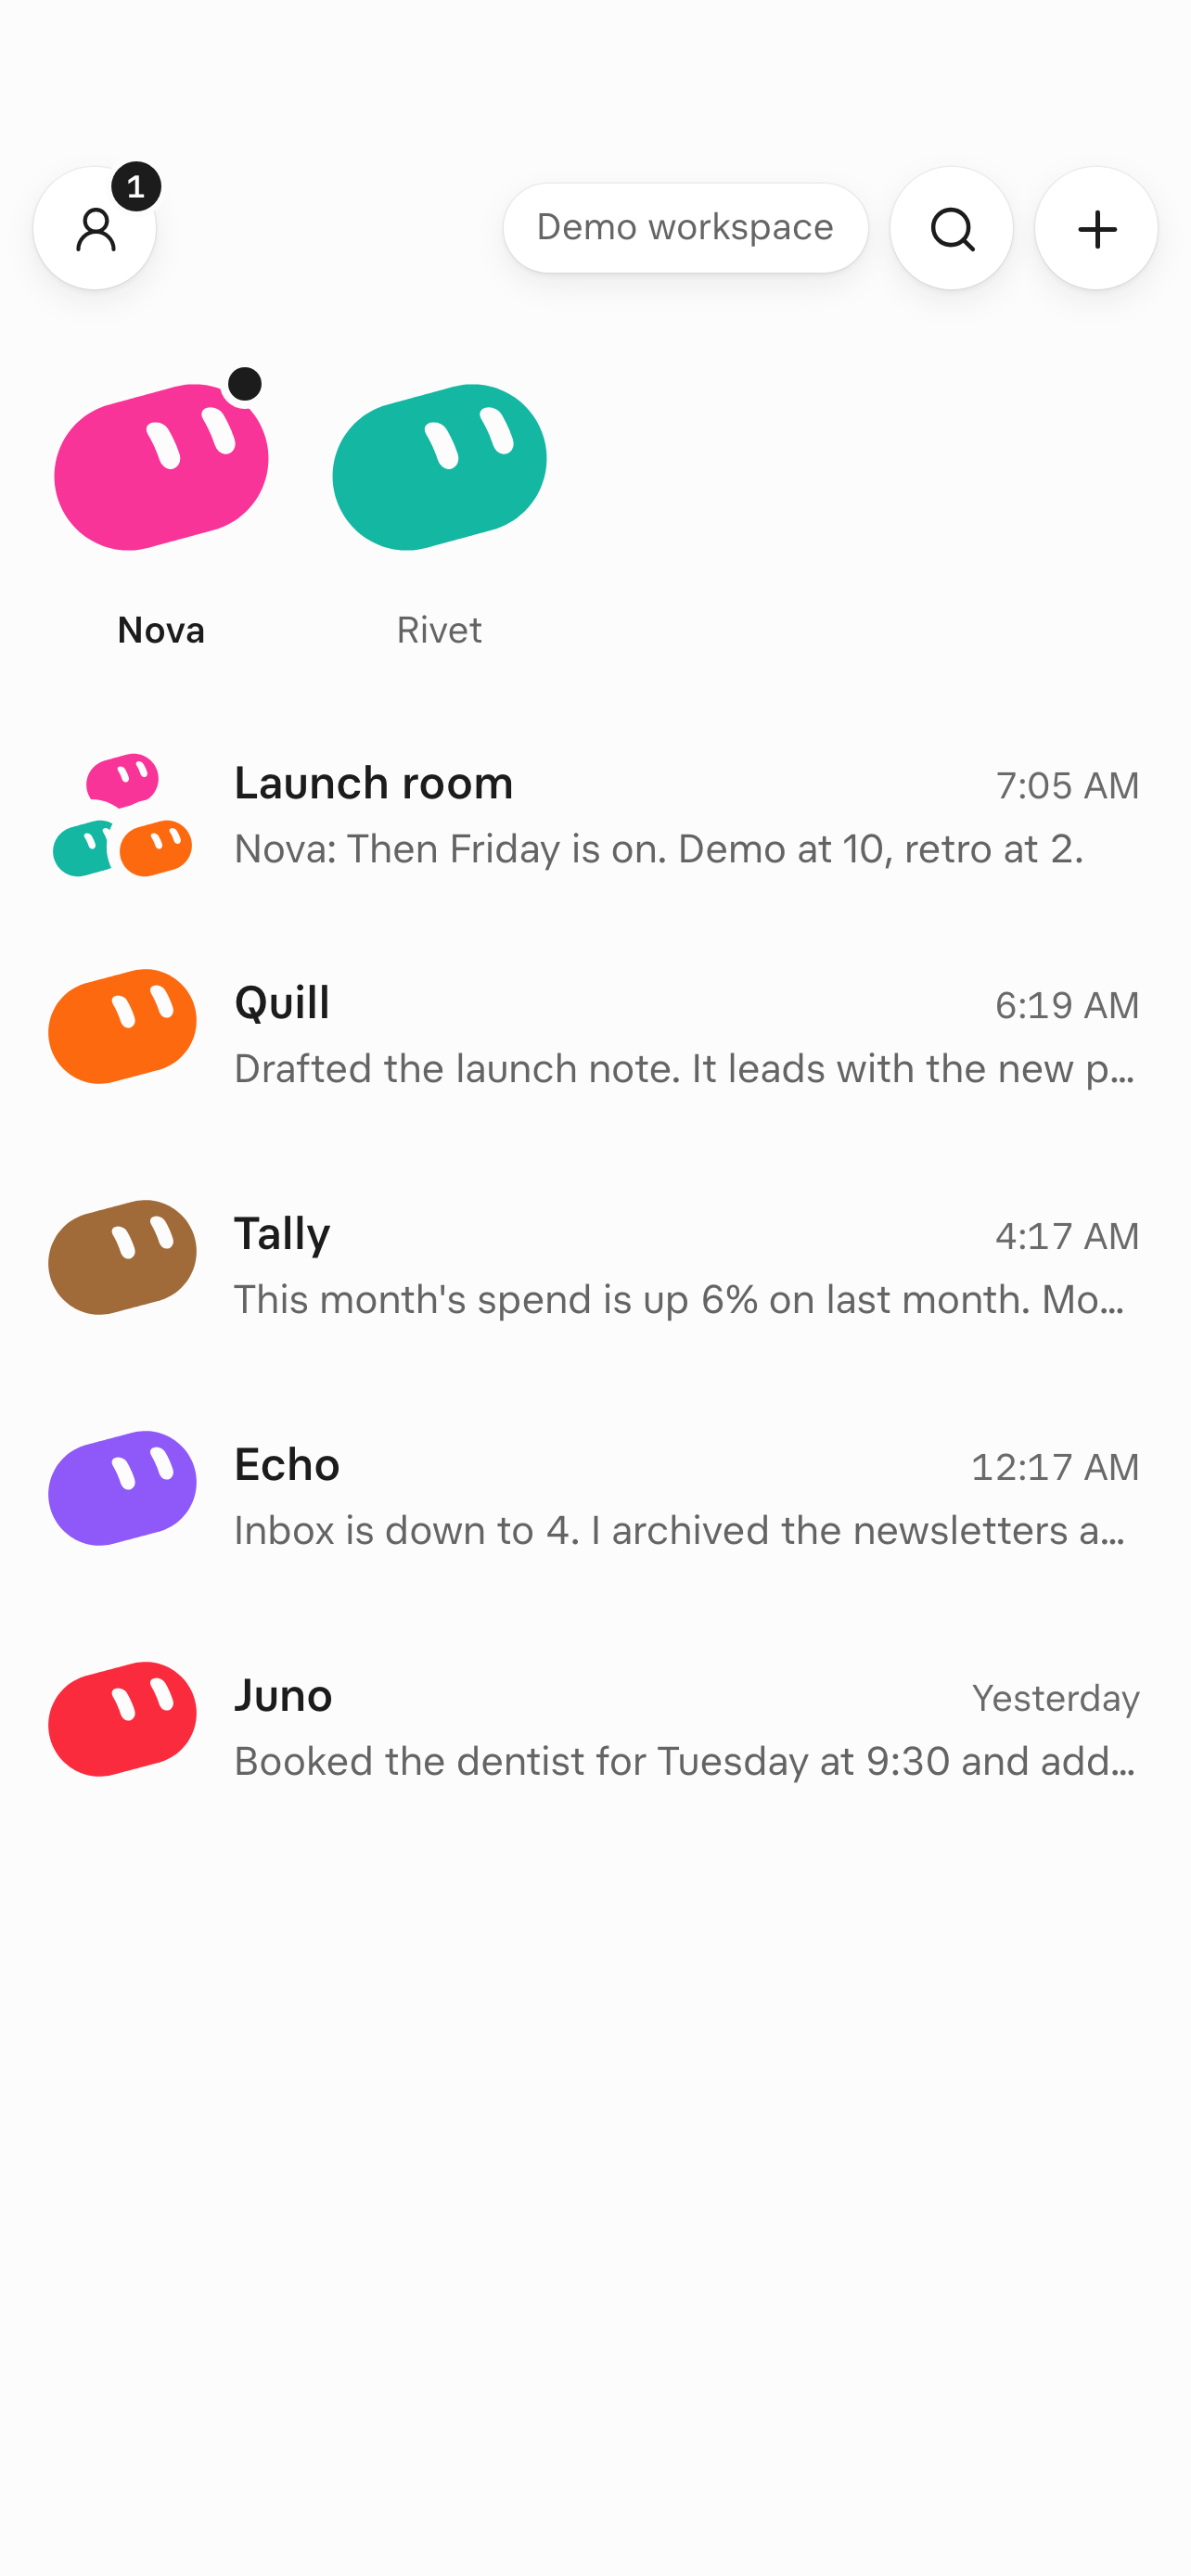 1
Demo workspace
Nova
Rivet
Launch room
7:05 AM
Nova: Then Friday is on. Demo at 10, retro at 2.
Quill
6:19 AM
Drafted the launch note. It leads with the new p...
Tally
4:17 AM
This month's spend is up 6% on last month. Mo...
Echo
12:17 AM
Inbox is down to 4. I archived the newsletters a...
Juno
Yesterday
Booked the dentist for Tuesday at 9:30 and add...